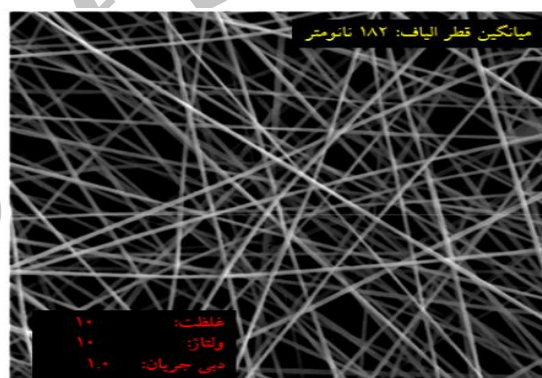 میانگین قطر الیاف: ۱۸۲ نانومتر
غلظت: ۱۰
ولتاژ: ۱۰
دبی جریان: ۱.۰